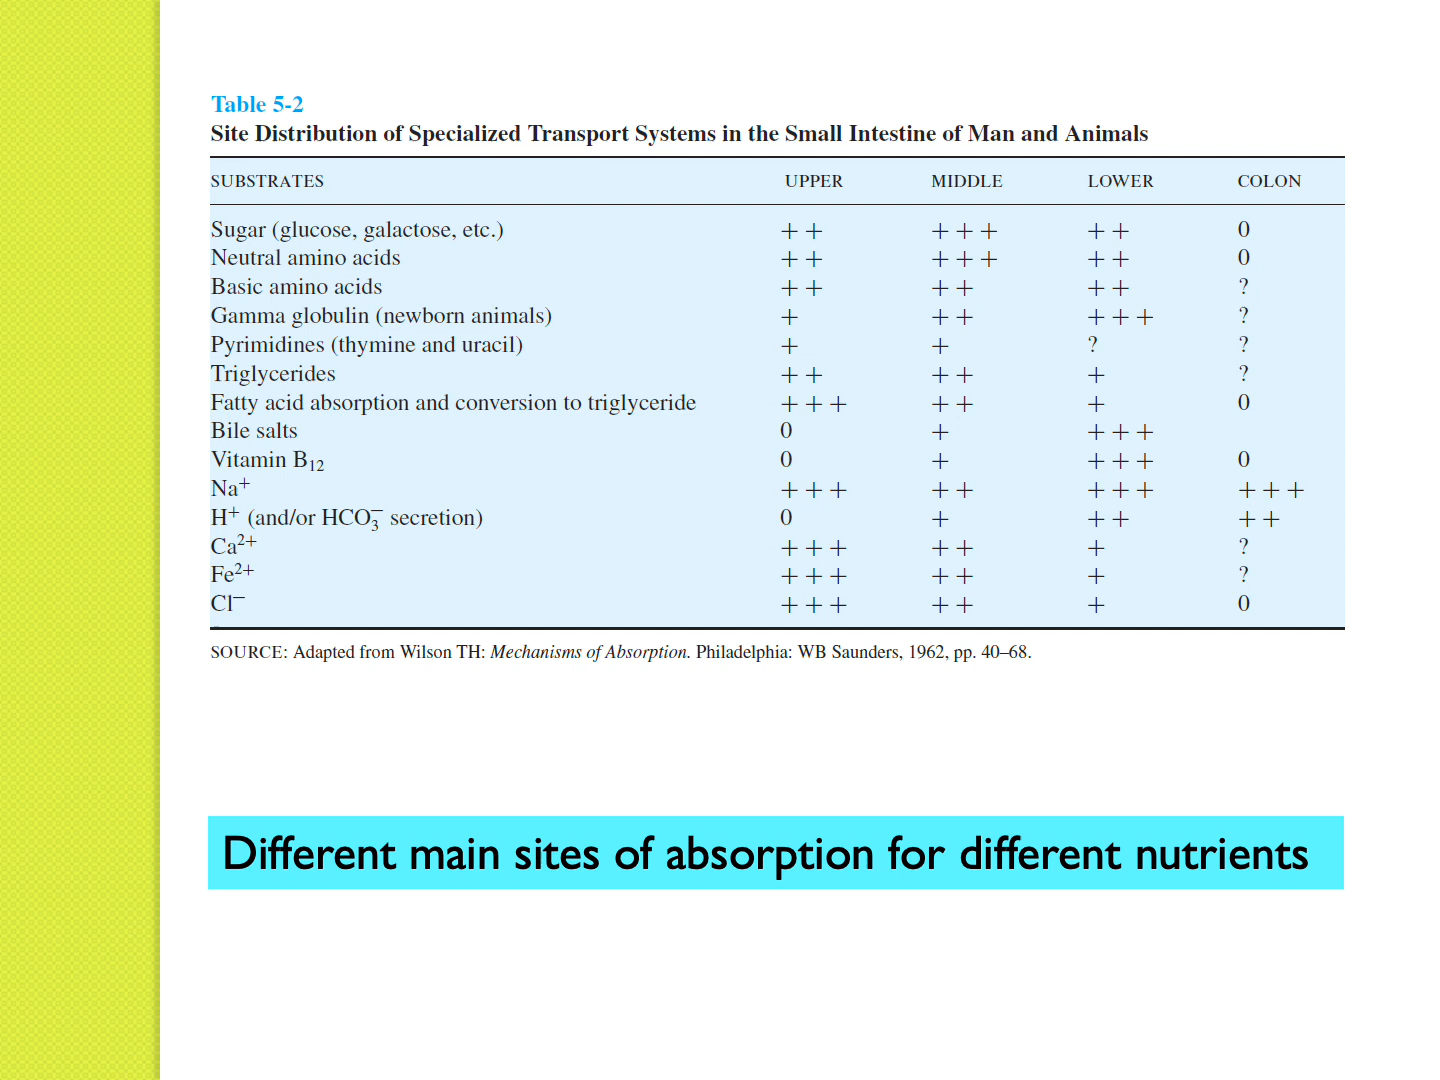 Table 5-2
Site Distribution of Specialized Transport Systems in the Small Intestine of Man and Animals
SUBSTRATES UPPER MIDDLE LOWER COLON
Sugar (glucose, galactose, etc.) ++ +++ ++ 0
Neutral amino acids ++ +++ ++ 0
Basic amino acids ++ ++ ++ ?
Gamma globulin (newborn animals) + ++ +++ ?
Pyrimidines (thymine and uracil) + + ? ?
Triglycerides ++ ++ + ?
Fatty acid absorption and conversion to triglyceride +++ ++ + 0
Bile salts 0 + +++
Vitamin B₁₂ 0 + +++ 0
Na⁺ +++ ++ +++ +++
H⁺ (and/or HCO₃⁻ secretion) 0 + ++ ++
Ca²⁺ +++ ++ + ?
Fe²⁺ +++ ++ + ?
Cl⁻ +++ ++ + 0
SOURCE: Adapted from Wilson TH: Mechanisms of Absorption. Philadelphia: WB Saunders, 1962, pp. 40–68.
Different main sites of absorption for different nutrients